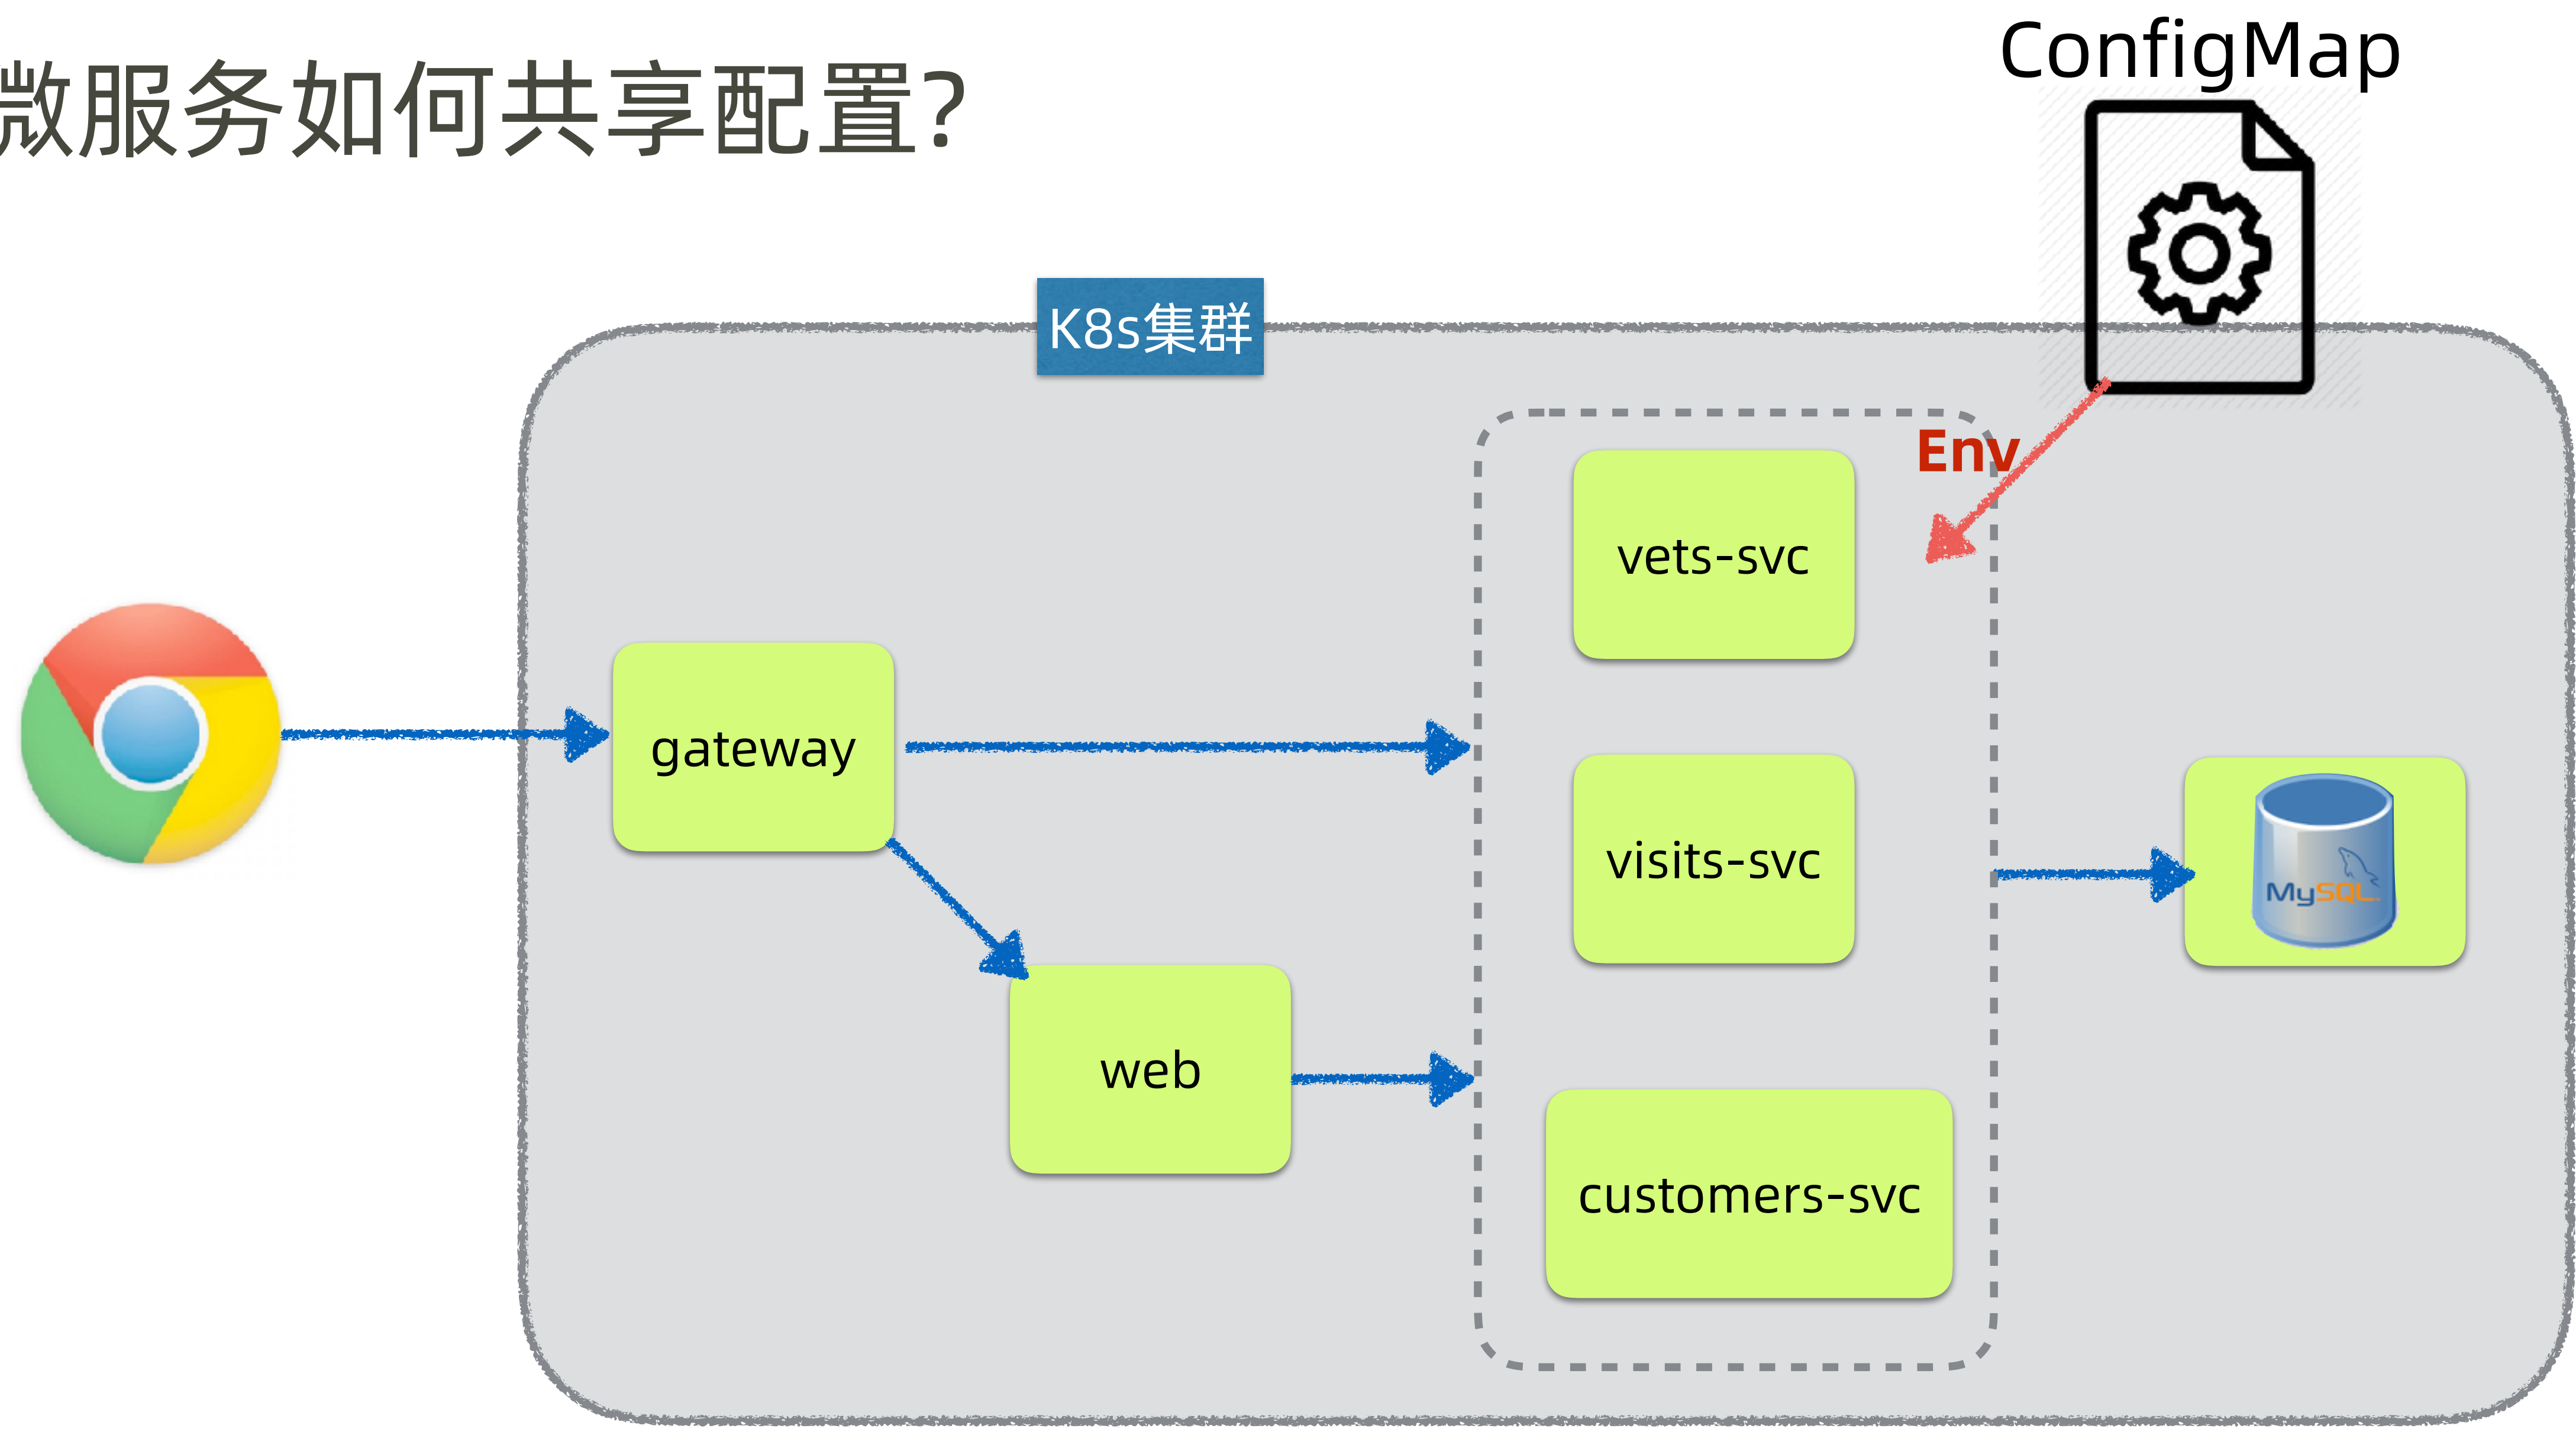 微服务如何共享配置?
ConfigMap
K8s集群
Env
vets-svc
gateway
visits-svc
MySQL
web
customers-svc